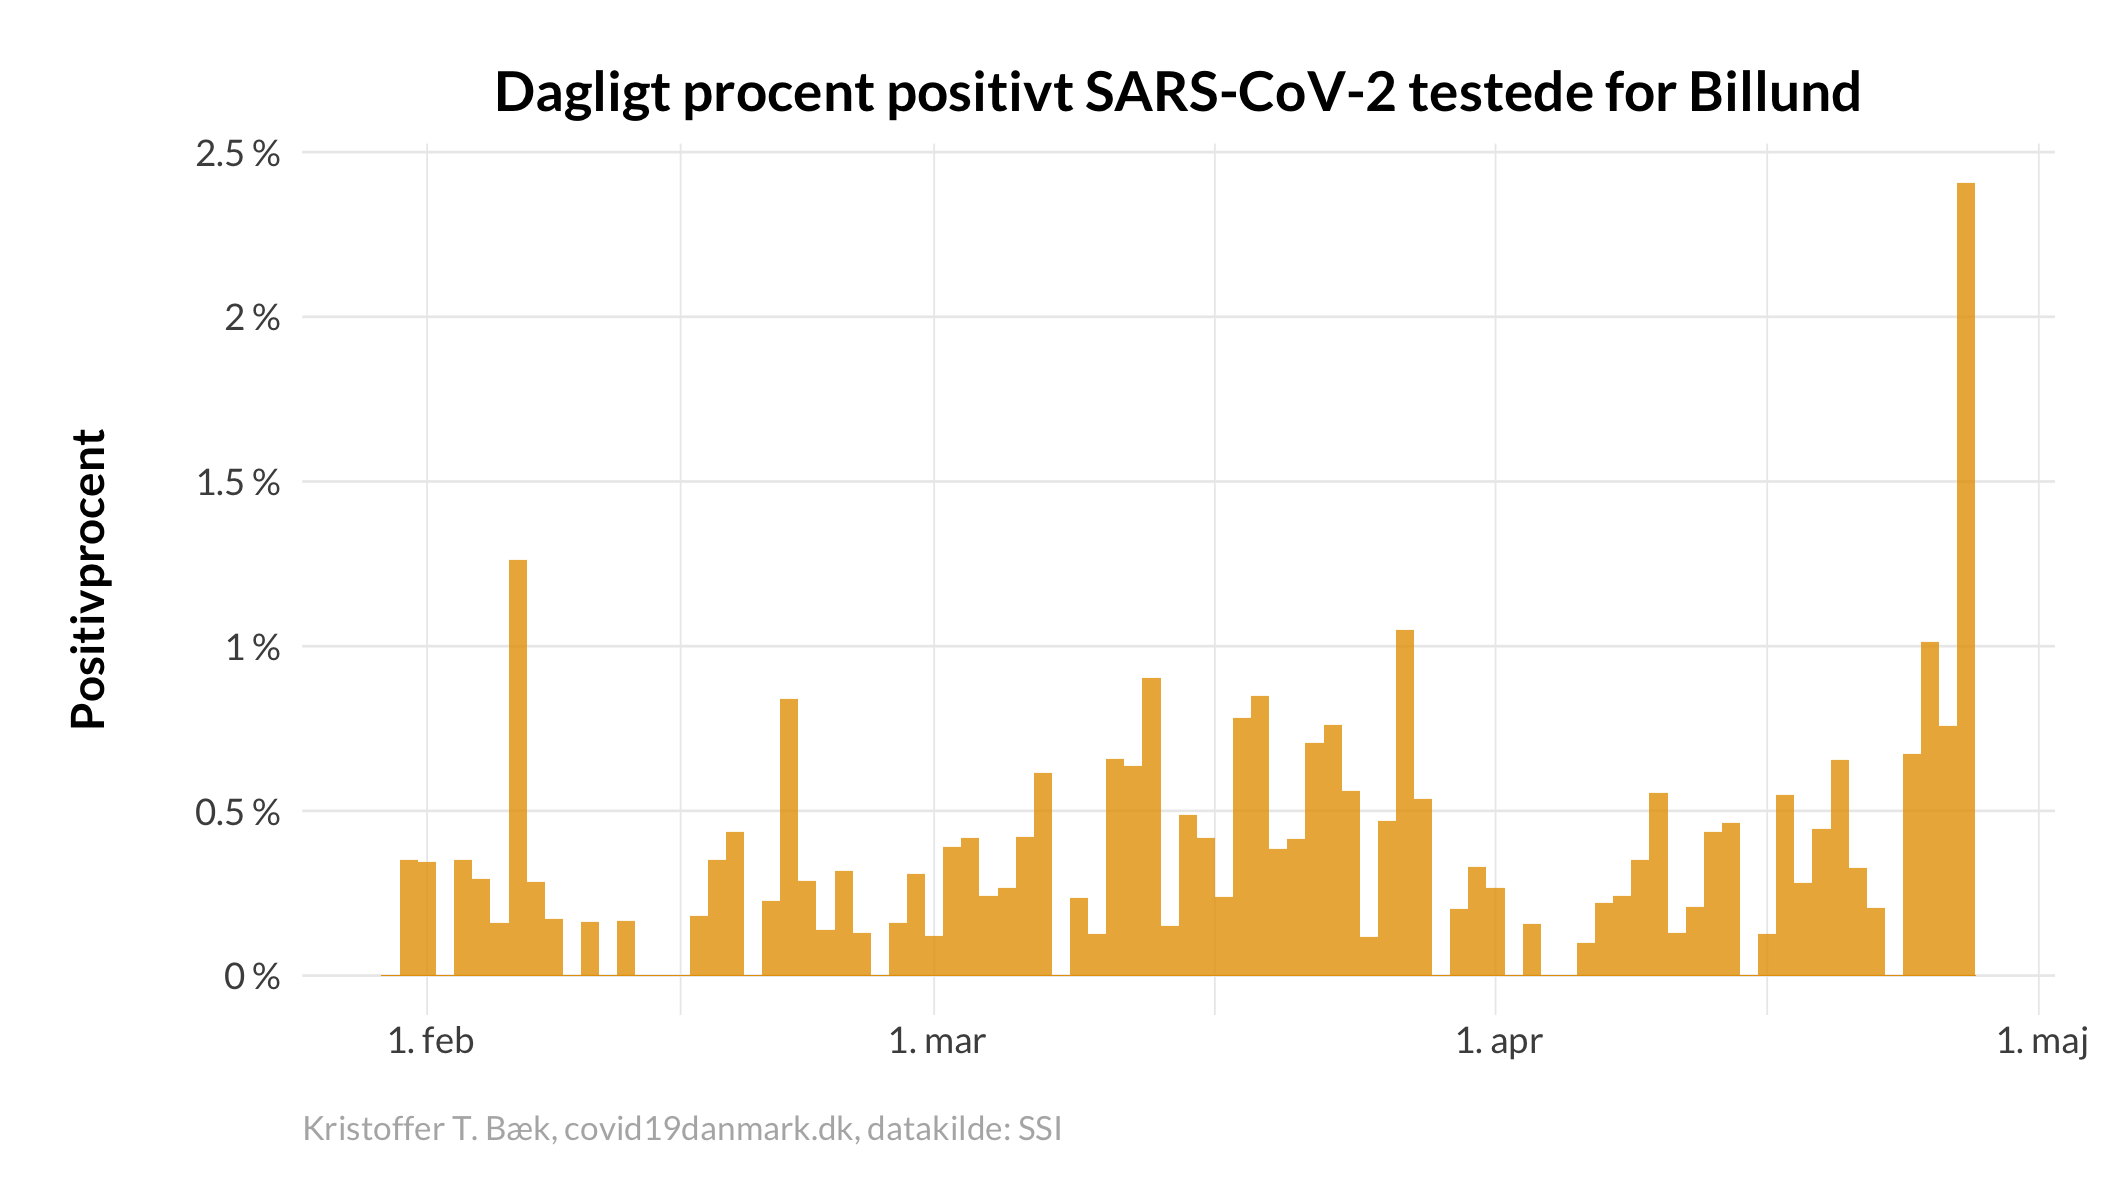 Dagligt procent positivt SARS-CoV-2 testede for Billund
2.5 %
2 %
1.5 %
1 %
0.5 %
0 %
Positivprocent
1. feb
1. mar
1. apr
1. maj
Kristoffer T. Bæk, covid19danmark.dk, datakilde: SSI